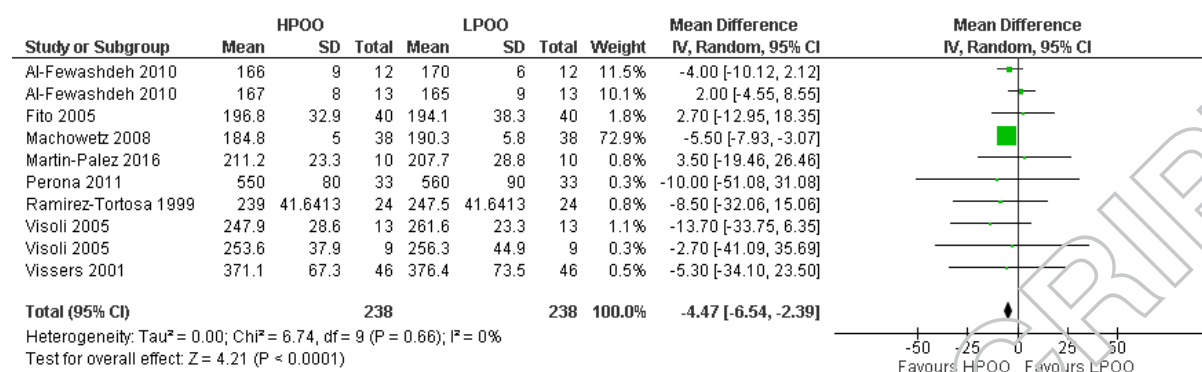 HPOO LPOO Mean Difference Mean Difference
Study or Subgroup Mean SD Total Mean SD Total Weight IV, Random, 95% CI IV, Random, 95% CI
Al-Fewashdeh 2010 166 9 12 170 6 12 11.5% -4.00 [-10.12, 2.12]
Al-Fewashdeh 2010 167 8 13 165 9 13 10.1% 2.00 [-4.55, 8.55]
Fito 2005 196.8 32.9 40 194.1 38.3 40 1.8% 2.70 [-12.95, 18.35]
Machowetz 2008 184.8 5 38 190.3 5.8 38 72.9% -5.50 [-7.93, -3.07]
Martin-Palez 2016 211.2 23.3 10 207.7 28.8 10 0.8% 3.50 [-19.46, 26.46]
Perona 2011 550 80 33 560 90 33 0.3% -10.00 [-51.08, 31.08]
Ramirez-Tortosa 1999 239 41.6413 24 247.5 41.6413 24 0.8% -8.50 [-32.06, 15.06]
Visoli 2005 247.9 28.6 13 261.6 23.3 13 1.1% -13.70 [-33.75, 6.35]
Visoli 2005 253.6 37.9 9 256.3 44.9 9 0.3% -2.70 [-41.09, 35.69]
Vissers 2001 371.1 67.3 46 376.4 73.5 46 0.5% -5.30 [-34.10, 23.50]
Total (95% CI) 238 238 100.0% -4.47 [-6.54, -2.39]
Heterogeneity: Tau² = 0.00; Chi² = 6.74, df = 9 (P = 0.66); I² = 0%
Test for overall effect: Z = 4.21 (P < 0.0001)
-50 -25 0 25 50
Favours HPOO Favours LPOO